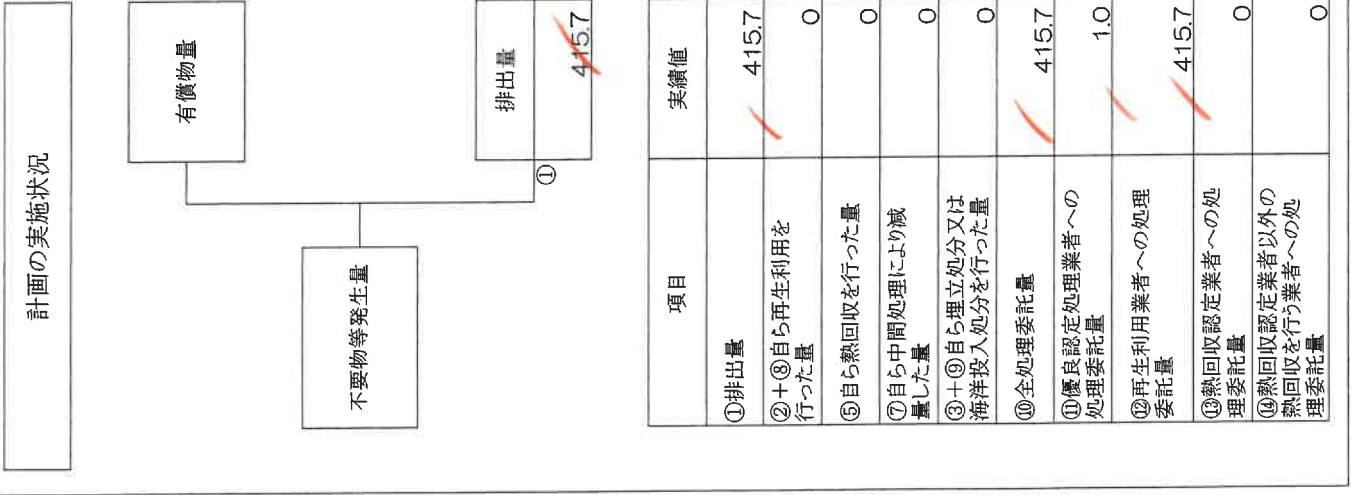 計画の実施状況
有償物量
不要物等発生量
排出量
①
415.7
項目
実績値
①排出量
415.7
②+⑧自ら再生利用を
行った量
0
⑤自ら熱回収を行った量
0
⑦自ら中間処理により減
量した量
0
③+⑨自ら埋立処分又は
海洋投入処分を行った量
0
⑩全処理委託量
415.7
⑪優良認定処理業者への
処理委託量
1.0
⑫再生利用業者への処理
委託量
415.7
⑬熱回収認定業者への処
理委託量
0
⑭熱回収認定業者以外の
熱回収を行う業者への処
理委託量
0